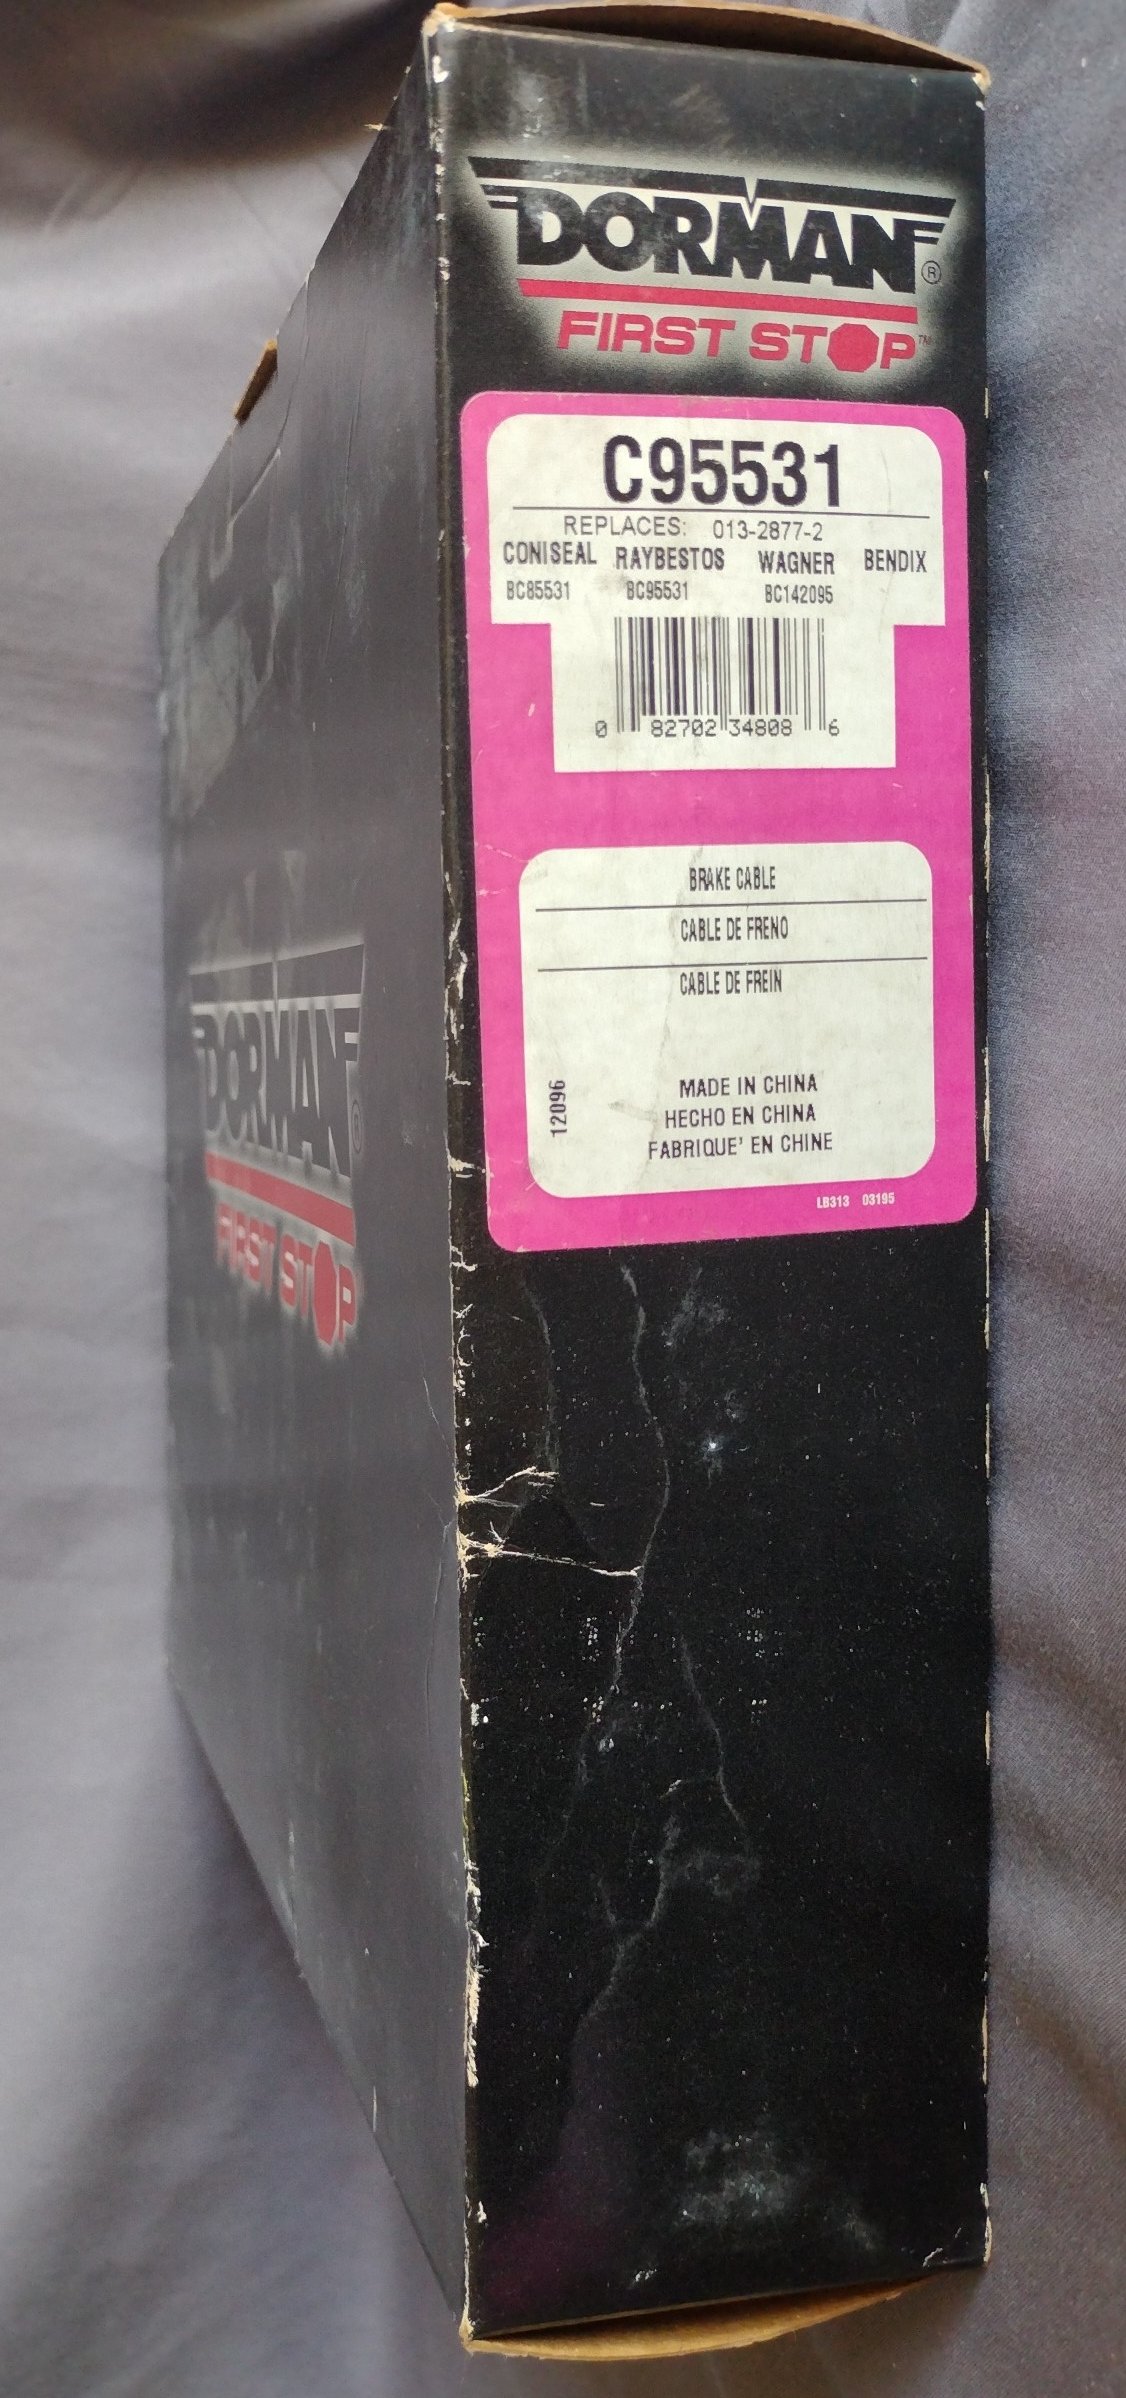 DORMAN®
FIRST STOP™
C95531
REPLACES: 013-2877-2
CONISEAL RAYBESTOS WAGNER BENDIX
BC85531 BC95531 BC142095
0 82702 34808 6
BRAKE CABLE
CABLE DE FRENO
CABLE DE FREIN
12096
MADE IN CHINA
HECHO EN CHINA
FABRIQUE' EN CHINE
LB313 03195
DORMAN®
FIRST STOP